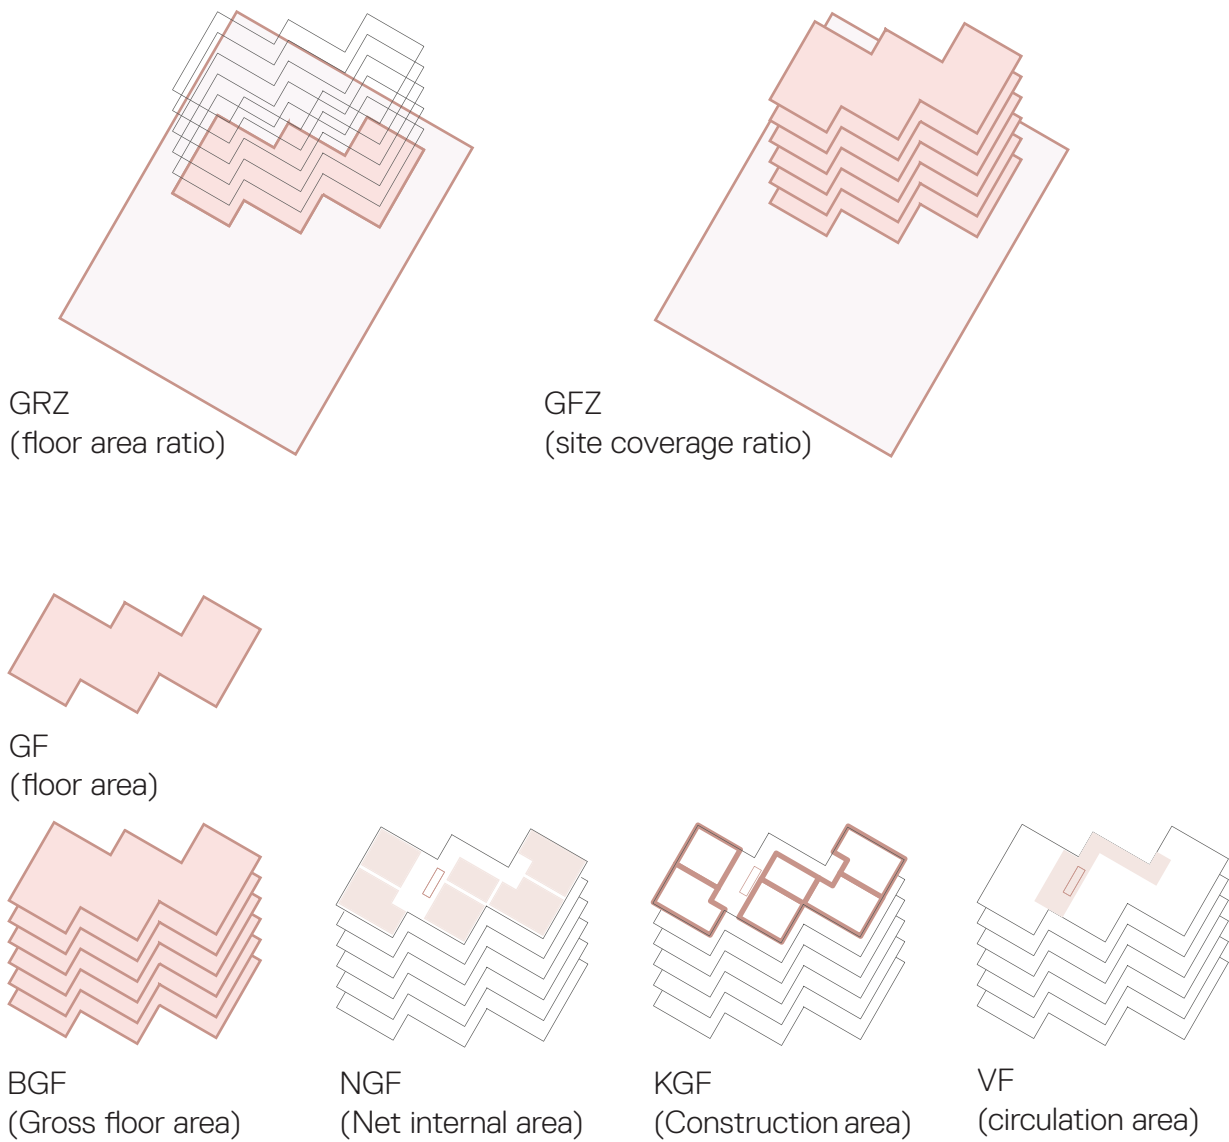 GRZ
(floor area ratio)
GFZ
(site coverage ratio)
GF
(floor area)
BGF
(Gross floor area)
NGF
(Net internal area)
KGF
(Construction area)
VF
(circulation area)